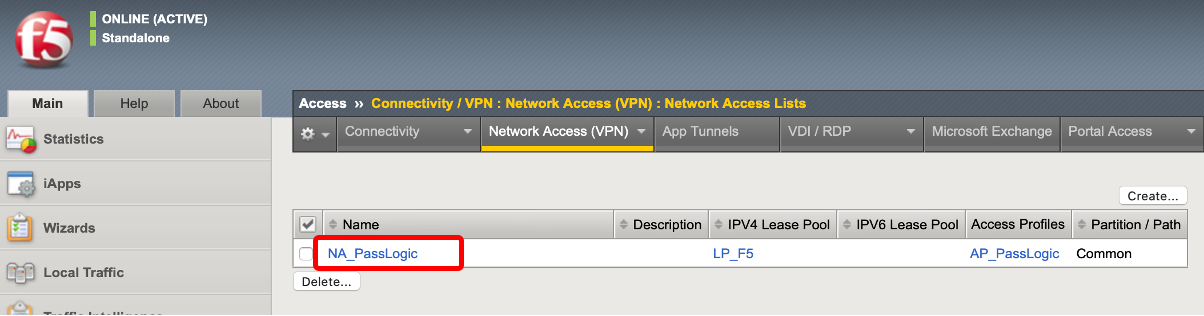 f5
ONLINE (ACTIVE)
Standalone
Main Help About
Access ›› Connectivity / VPN : Network Access (VPN) : Network Access Lists
Connectivity Network Access (VPN) App Tunnels VDI / RDP Microsoft Exchange Portal Access
Statistics
iApps
Wizards
Local Traffic
Traffic Intelligence
Create...
Name Description IPV4 Lease Pool IPV6 Lease Pool Access Profiles Partition / Path
NA_PassLogic LP_F5 AP_PassLogic Common
Delete...